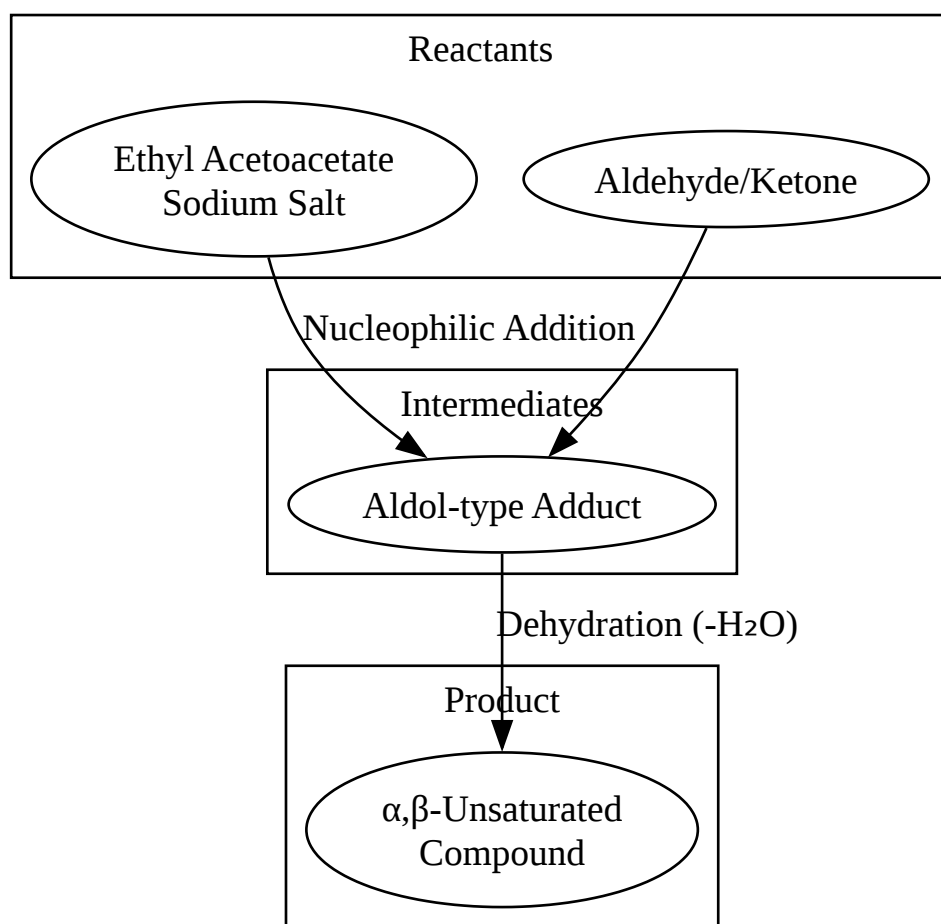 Reactants
Ethyl Acetoacetate
Sodium Salt
Aldehyde/Ketone
Nucleophilic Addition
Intermediates
Aldol-type Adduct
Dehydration (-H₂O)
Product
α,β-Unsaturated
Compound